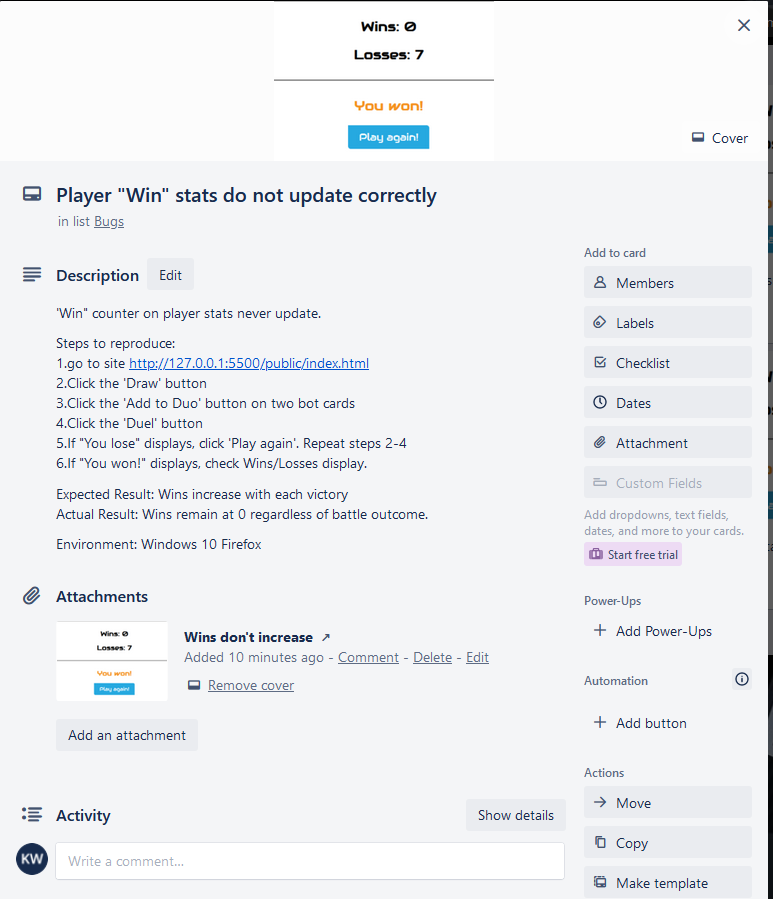 Wins: 0
Losses: 7
You won!
Play again!
Cover
Player "Win" stats do not update correctly
in list Bugs
Description
Edit
'Win" counter on player stats never update.
Steps to reproduce:
1.go to site http://127.0.0.1:5500/public/index.html
2.Click the 'Draw' button
3.Click the 'Add to Duo' button on two bot cards
4.Click the 'Duel' button
5.If "You lose" displays, click 'Play again'. Repeat steps 2-4
6.If "You won!" displays, check Wins/Losses display.
Expected Result: Wins increase with each victory
Actual Result: Wins remain at 0 regardless of battle outcome.
Environment: Windows 10 Firefox
Attachments
Wins: 0
Losses: 7
You won!
Play again!
Wins don't increase ↗
Added 10 minutes ago - Comment - Delete - Edit
Remove cover
Add an attachment
Activity
Show details
KW
Write a comment…
Add to card
Members
Labels
Checklist
Dates
Attachment
Custom Fields
Add dropdowns, text fields,
dates, and more to your cards.
Start free trial
Power-Ups
Add Power-Ups
Automation
Add button
Actions
Move
Copy
Make template